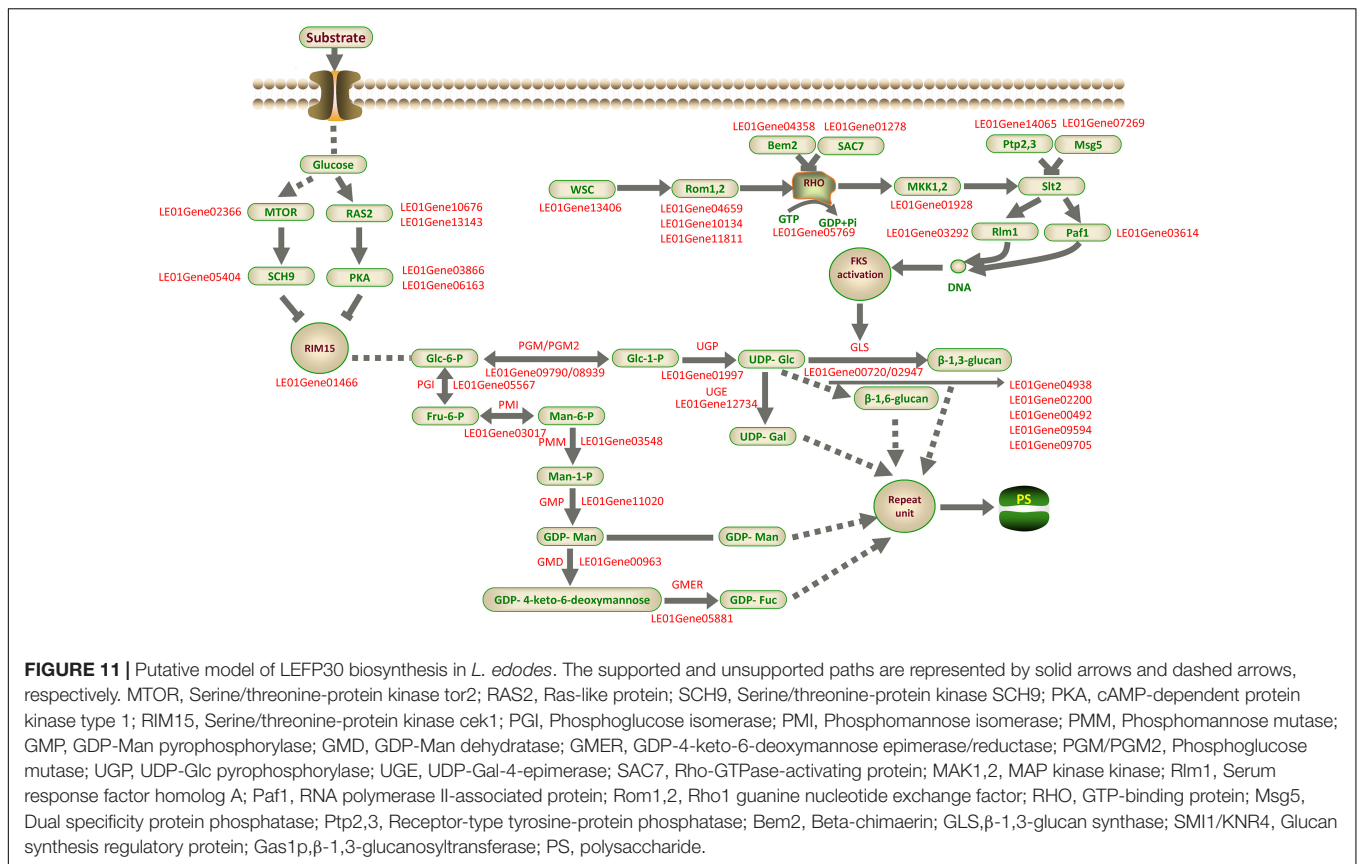 Substrate
Glucose
MTOR
RAS2
LE01Gene02366
LE01Gene10676
LE01Gene13143
SCH9
PKA
LE01Gene05404
LE01Gene03866
LE01Gene06163
RIM15
LE01Gene01466
LE01Gene04358
LE01Gene01278
Bem2
SAC7
LE01Gene14065
LE01Gene07269
Ptp2,3
Msg5
WSC
LE01Gene13406
Rom1,2
LE01Gene04659
LE01Gene10134
LE01Gene11811
RHO
GTP
GDP+Pi
LE01Gene05769
MKK1,2
LE01Gene01928
Slt2
LE01Gene03292
Rlm1
Paf1
LE01Gene03614
FKS
activation
DNA
Glc-6-P
PGM/PGM2
LE01Gene09790/08939
Glc-1-P
UGP
LE01Gene01997
UDP- Glc
GLS
LE01Gene00720/02947
β-1,3-glucan
PGI
LE01Gene05567
UGE
LE01Gene12734
β-1,6-glucan
LE01Gene04938
LE01Gene02200
LE01Gene00492
LE01Gene09594
LE01Gene09705
Fru-6-P
PMI
LE01Gene03017
Man-6-P
UDP- Gal
PMM
LE01Gene03548
Man-1-P
GMP
LE01Gene11020
Repeat
unit
PS
GDP- Man
GDP- Man
GMD
LE01Gene00963
GDP- 4-keto-6-deoxymannose
GMER
LE01Gene05881
GDP- Fuc
FIGURE 11 | Putative model of LEFP30 biosynthesis in L. edodes. The supported and unsupported paths are represented by solid arrows and dashed arrows,
respectively. MTOR, Serine/threonine-protein kinase tor2; RAS2, Ras-like protein; SCH9, Serine/threonine-protein kinase SCH9; PKA, cAMP-dependent protein
kinase type 1; RIM15, Serine/threonine-protein kinase cek1; PGI, Phosphoglucose isomerase; PMI, Phosphomannose isomerase; PMM, Phosphomannose mutase;
GMP, GDP-Man pyrophosphorylase; GMD, GDP-Man dehydratase; GMER, GDP-4-keto-6-deoxymannose epimerase/reductase; PGM/PGM2, Phosphoglucose
mutase; UGP, UDP-Glc pyrophosphorylase; UGE, UDP-Gal-4-epimerase; SAC7, Rho-GTPase-activating protein; MAK1,2, MAP kinase kinase; Rlm1, Serum
response factor homolog A; Paf1, RNA polymerase II-associated protein; Rom1,2, Rho1 guanine nucleotide exchange factor; RHO, GTP-binding protein; Msg5,
Dual specificity protein phosphatase; Ptp2,3, Receptor-type tyrosine-protein phosphatase; Bem2, Beta-chimaerin; GLS,β-1,3-glucan synthase; SMI1/KNR4, Glucan
synthesis regulatory protein; Gas1p,β-1,3-glucanosyltransferase; PS, polysaccharide.